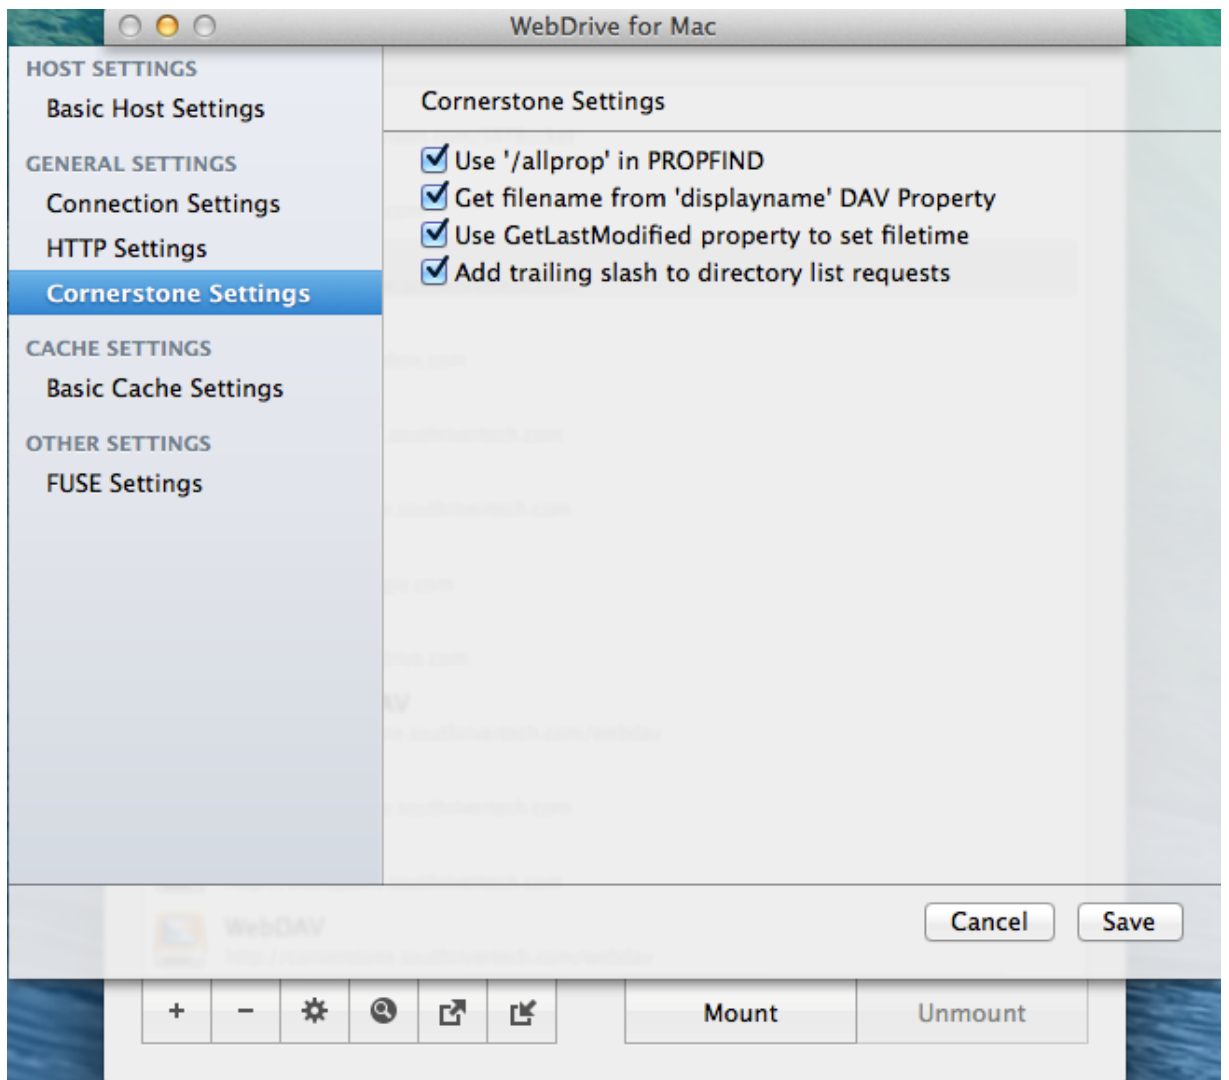 WebDrive for Mac
HOST SETTINGS
Basic Host Settings
GENERAL SETTINGS
Connection Settings
HTTP Settings
Cornerstone Settings
CACHE SETTINGS
Basic Cache Settings
OTHER SETTINGS
FUSE Settings
Cornerstone Settings
Use '/allprop' in PROPFIND
Get filename from 'displayname' DAV Property
Use GetLastModified property to set filetime
Add trailing slash to directory list requests
WebDAV
Cancel
Save
Mount
Unmount